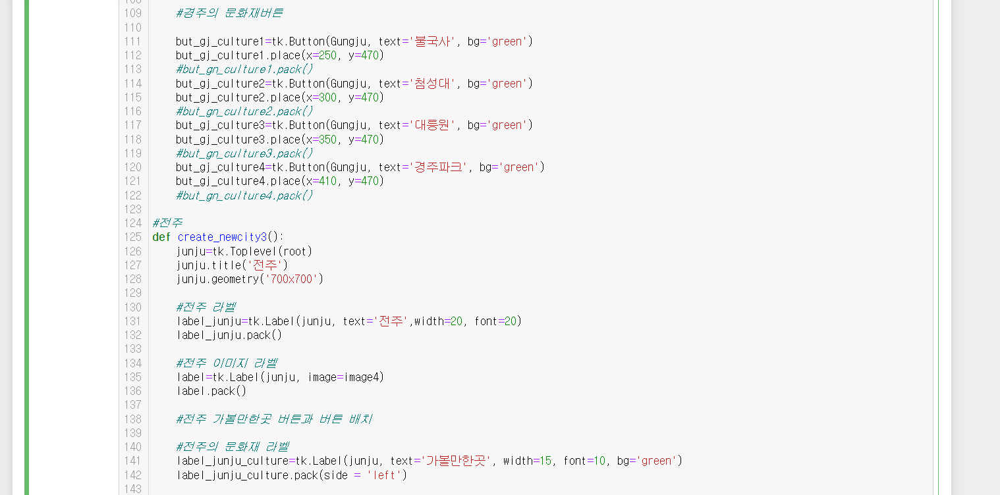 109 #경주의 문화재버튼
110
111 but_gj_culture1=tk.Button(Gungju, text='불국사', bg='green')
112 but_gj_culture1.place(x=250, y=470)
113 #but_gn_culture1.pack()
114 but_gj_culture2=tk.Button(Gungju, text='첨성대', bg='green')
115 but_gj_culture2.place(x=300, y=470)
116 #but_gn_culture2.pack()
117 but_gj_culture3=tk.Button(Gungju, text='대릉원', bg='green')
118 but_gj_culture3.place(x=350, y=470)
119 #but_gn_culture3.pack()
120 but_gj_culture4=tk.Button(Gungju, text='경주파크', bg='green')
121 but_gj_culture4.place(x=410, y=470)
122 #but_gn_culture4.pack()
123
124 #전주
125 def create_newcity3():
126 junju=tk.Toplevel(root)
127 junju.title('전주')
128 junju.geometry('700x700')
129
130 #전주 라벨
131 label_junju=tk.Label(junju, text='전주',width=20, font=20)
132 label_junju.pack()
133
134 #전주 이미지 라벨
135 label=tk.Label(junju, image=image4)
136 label.pack()
137
138 #전주 가볼만한곳 버튼과 버튼 배치
139
140 #전주의 문화재 라벨
141 label_junju_culture=tk.Label(junju, text='가볼만한곳', width=15, font=10, bg='green')
142 label_junju_culture.pack(side = 'left')
143